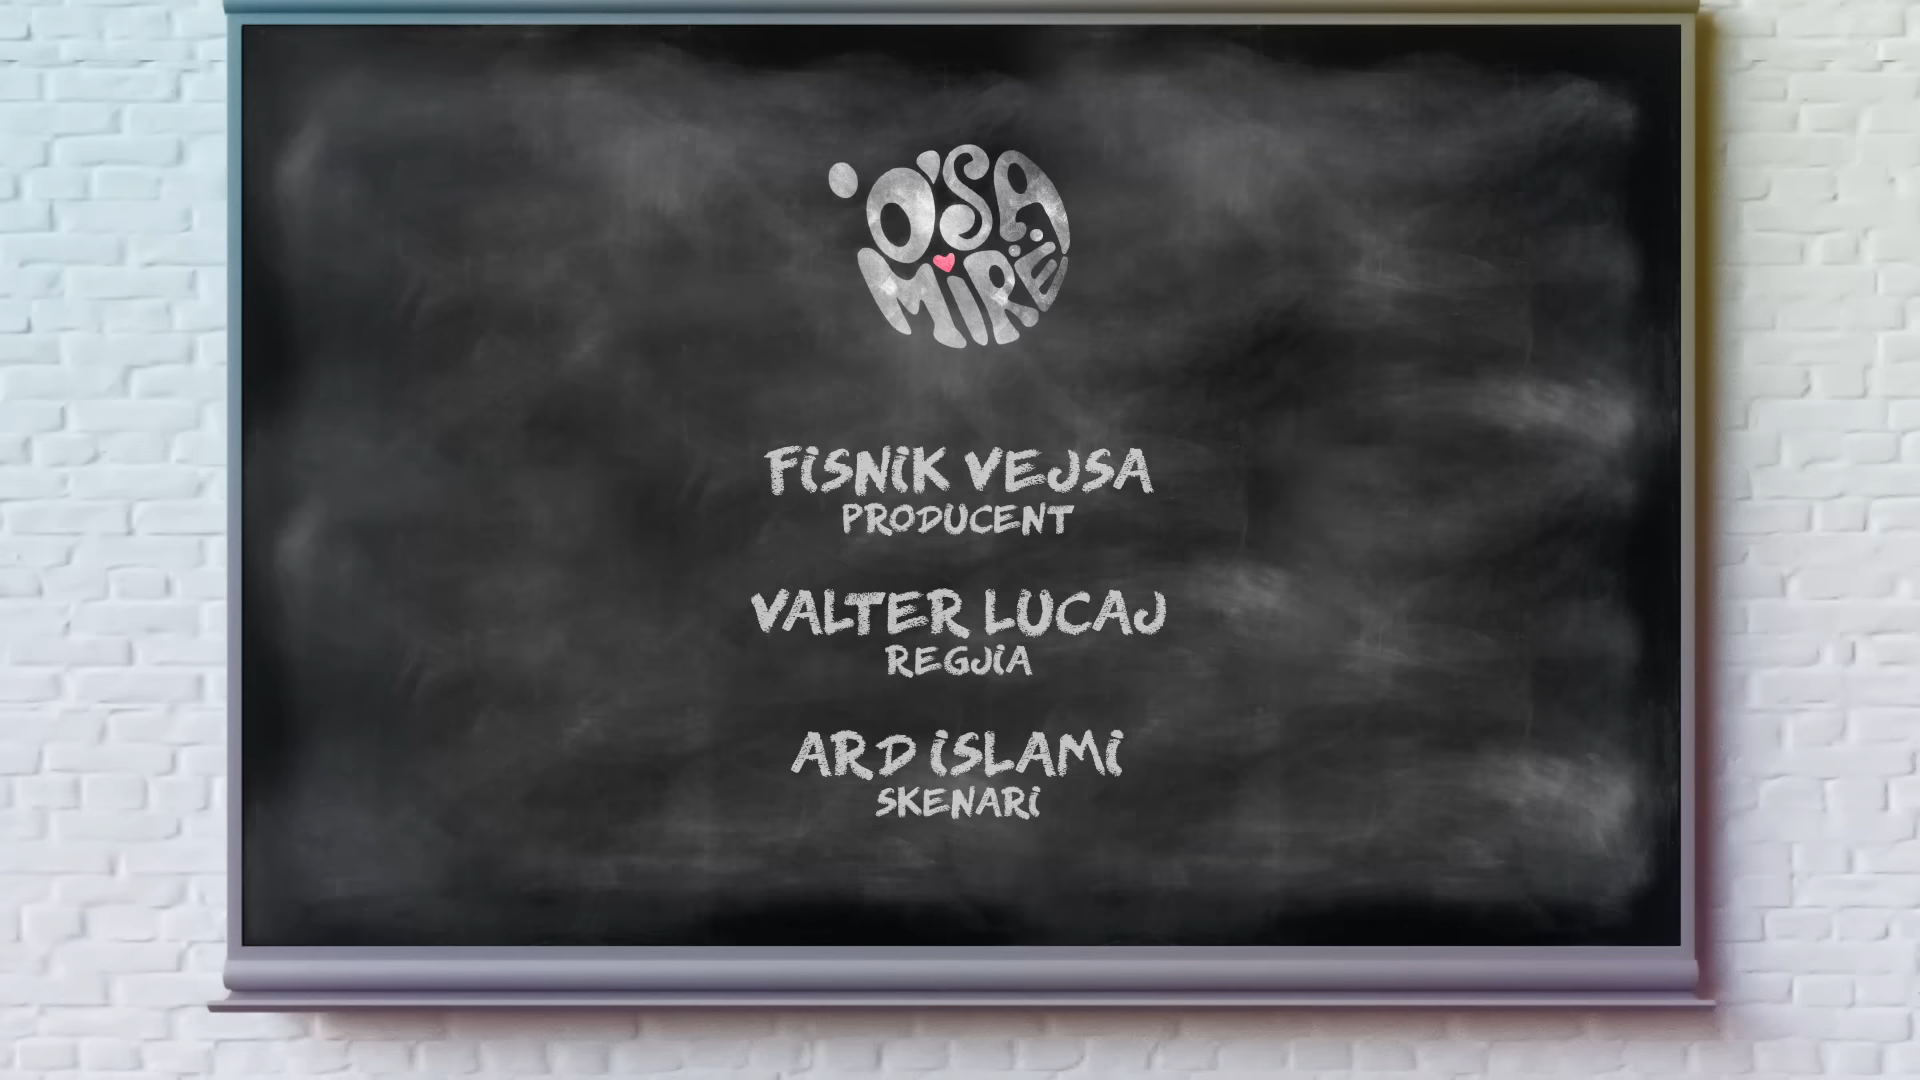 O'SA
MIRË
FISNIK VEJSA
PRODUCENT
VALTER LUCAJ
REGJIA
ARD ISLAMI
SKENARI